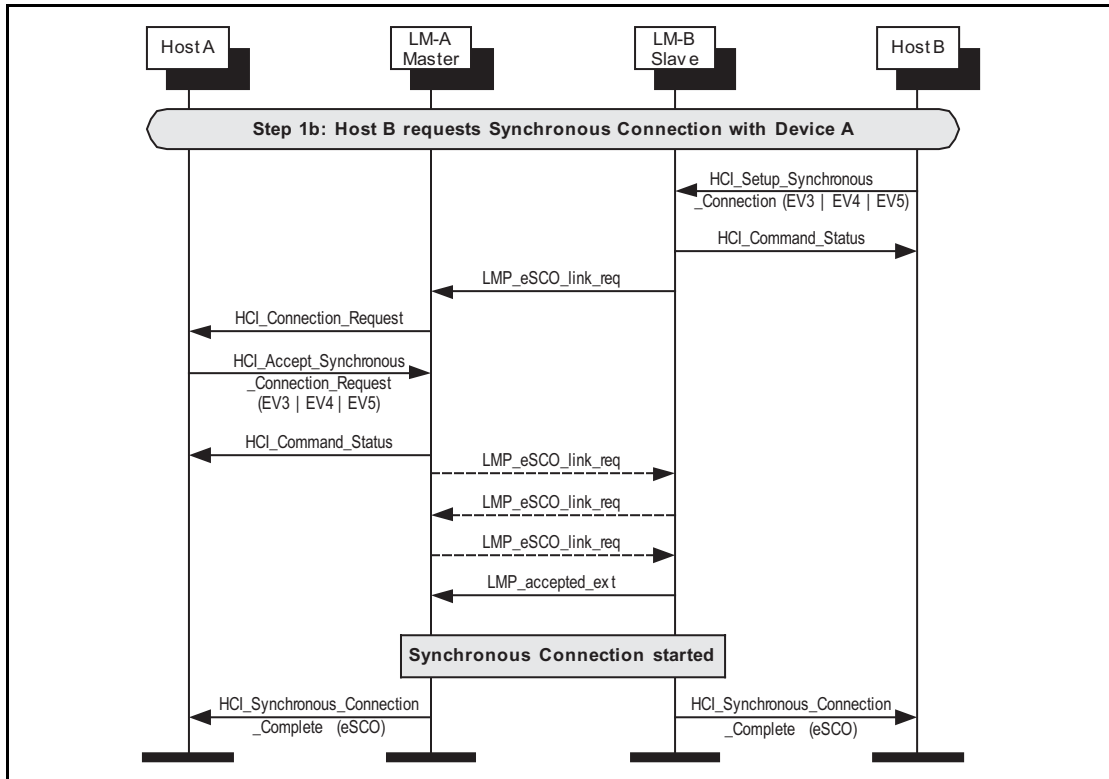 Host A
LM-A
Master
LM-B
Slave
Host B
Step 1b: Host B requests Synchronous Connection with Device A
HCI_Setup_Synchronous
_Connection (EV3 | EV4 | EV5)
HCI_Command_Status
LMP_eSCO_link_req
HCI_Connection_Request
HCI_Accept_Synchronous
_Connection_Request
(EV3 | EV4 | EV5)
HCI_Command_Status
LMP_eSCO_link_req
LMP_eSCO_link_req
LMP_eSCO_link_req
LMP_accepted_ext
Synchronous Connection started
HCI_Synchronous_Connection
_Complete (eSCO)
HCI_Synchronous_Connection
_Complete (eSCO)